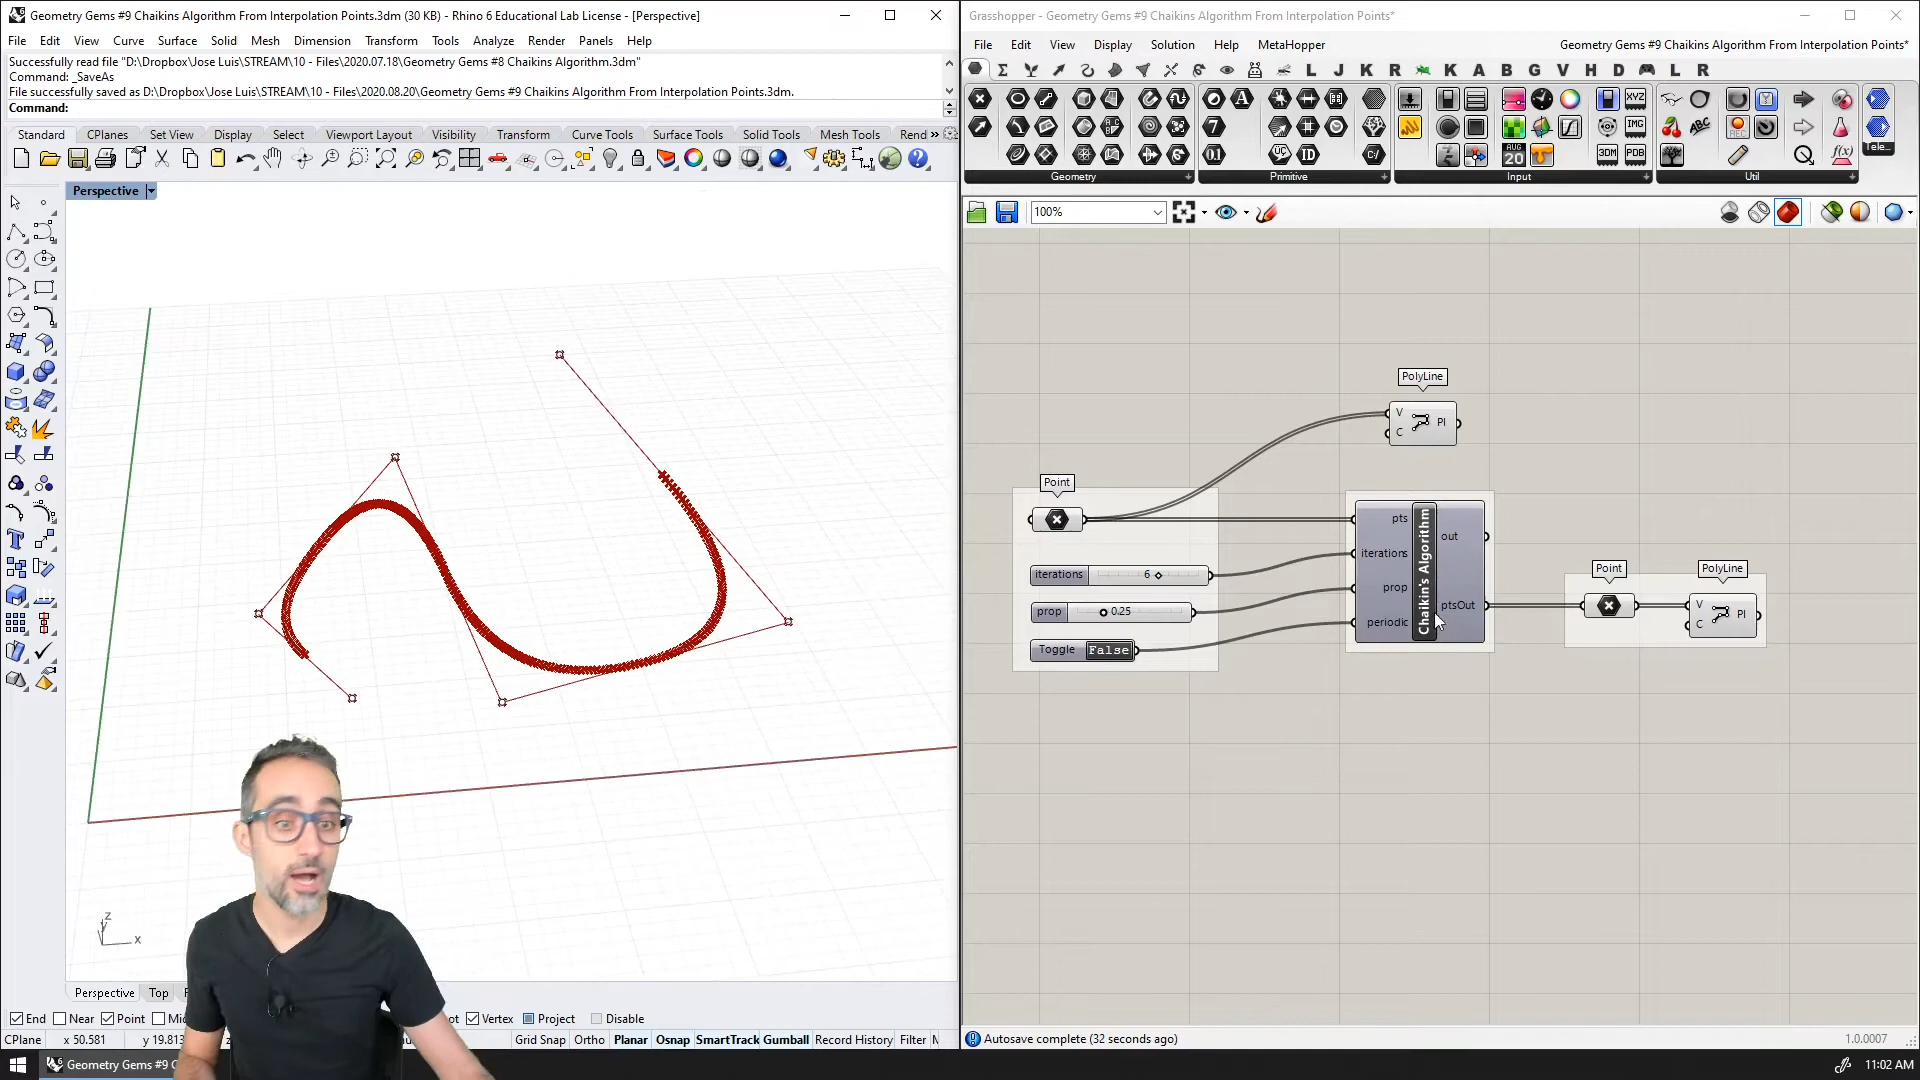 Geometry Gems #9 Chaikins Algorithm From Interpolation Points.3dm (30 KB) - Rhino 6 Educational Lab License - [Perspective]
File Edit View Curve Surface Solid Mesh Dimension Transform Tools Analyze Render Panels Help
Successfully read file "D:\Dropbox\Jose Luis\STREAM\10 - Files\2020.07.18\Geometry Gems #8 Chaikins Algorithm.3dm"
Command: _SaveAs
File successfully saved as D:\Dropbox\Jose Luis\STREAM\10 - Files\2020.08.20\Geometry Gems #9 Chaikins Algorithm From Interpolation Points.3dm.
Command:
Standard CPlanes Set View Display Select Viewport Layout Visibility Transform Curve Tools Surface Tools Solid Tools Mesh Tools Rend »
Perspective
z
y
x
Perspective Top
End Near Point Vertex Project Disable
CPlane x 50.581 y 19.813 Grid Snap Ortho Planar Osnap SmartTrack Gumball Record History Filter M
Geometry Gems #9 C
Grasshopper - Geometry Gems #9 Chaikins Algorithm From Interpolation Points*
File Edit View Display Solution Help MetaHopper Geometry Gems #9 Chaikins Algorithm From Interpolation Points*
L J K R K A B G V H D L R
Geometry Primitive Input Util Tele...
100%
PolyLine
V
C
Pl
Point
iterations 6
prop 0.25
Toggle False
pts
iterations
prop
periodic
Chaikin's Algorithm
out
ptsOut
Point
PolyLine
V
C
Pl
Autosave complete (32 seconds ago) 1.0.0007
11:02 AM